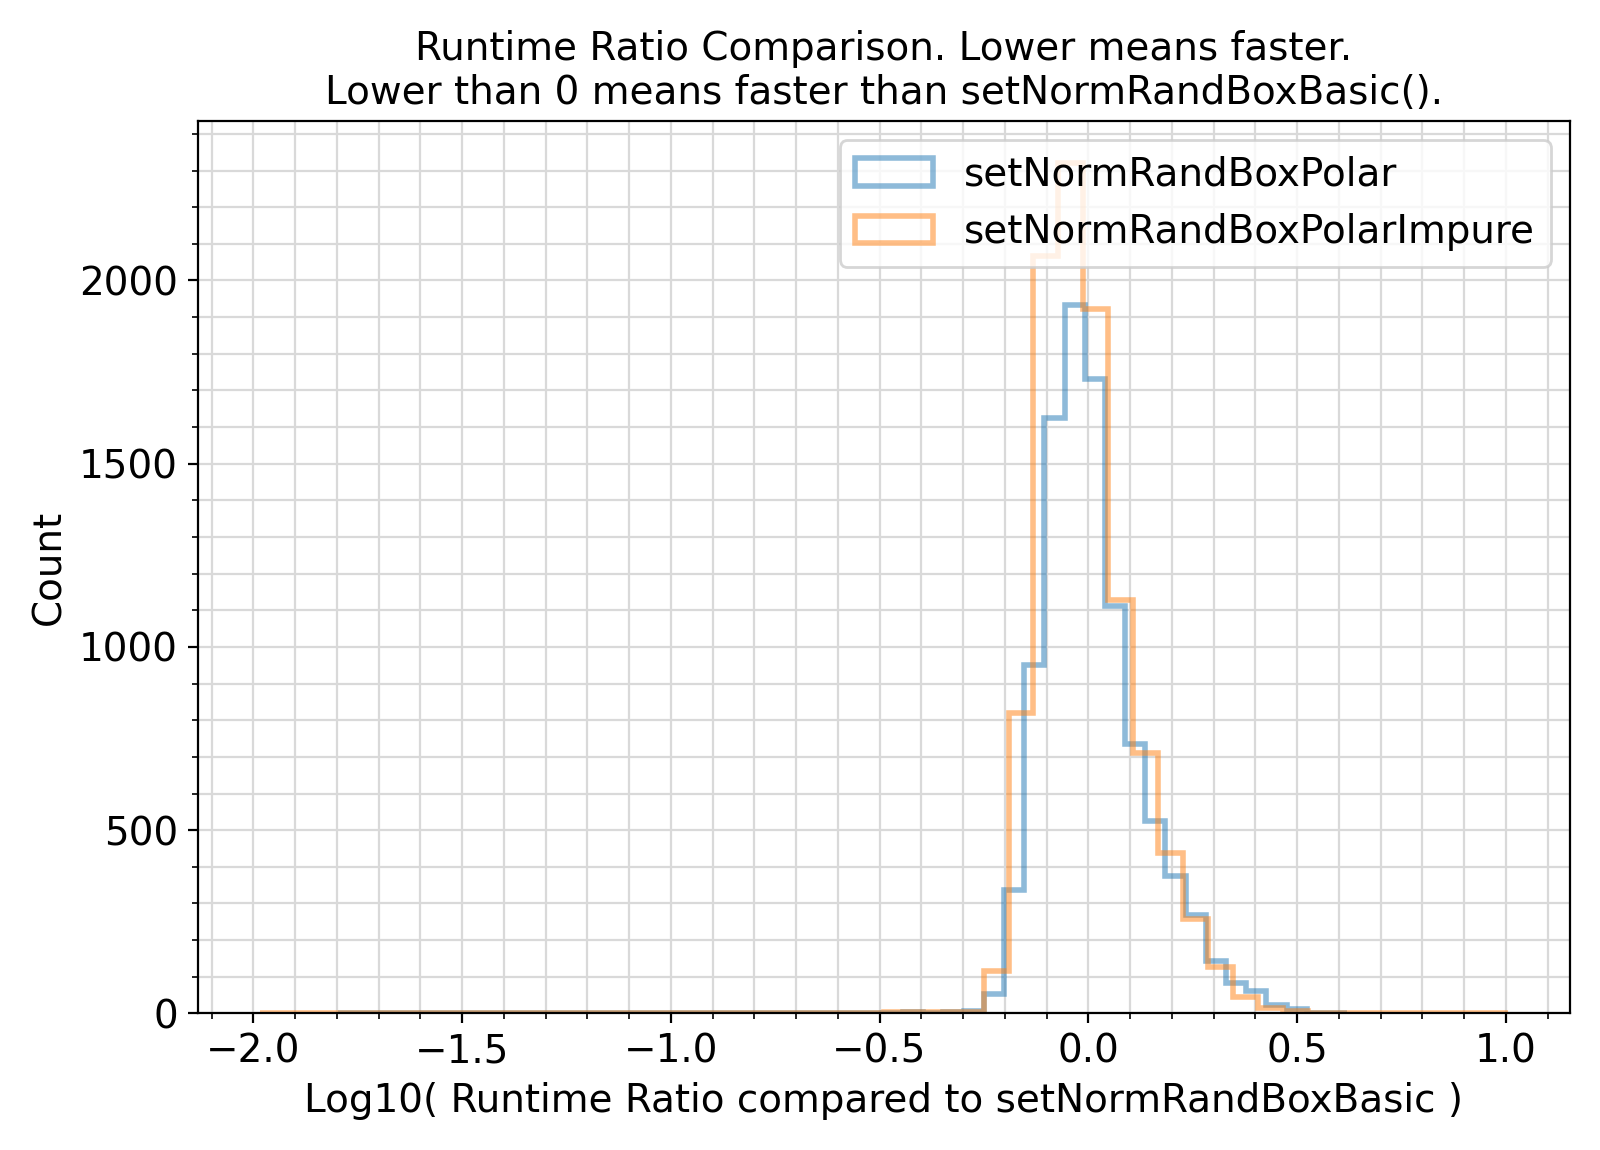 Runtime Ratio Comparison. Lower means faster.
Lower than 0 means faster than setNormRandBoxBasic().
setNormRandBoxPolar
setNormRandBoxPolarImpure
Count
2000
1500
1000
500
0
−2.0 −1.5 −1.0 −0.5 0.0 0.5 1.0
Log10( Runtime Ratio compared to setNormRandBoxBasic )